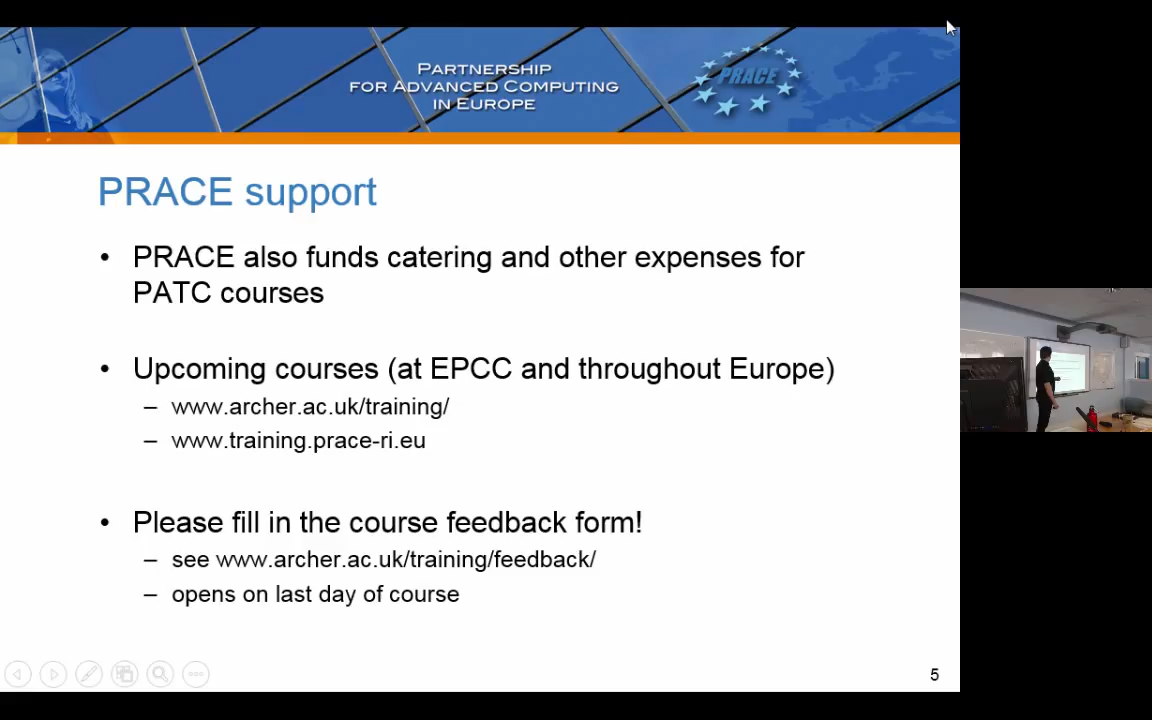 PARTNERSHIP
FOR ADVANCED COMPUTING
IN EUROPE
PRACE
PRACE support
• PRACE also funds catering and other expenses for
PATC courses
• Upcoming courses (at EPCC and throughout Europe)
– www.archer.ac.uk/training/
– www.training.prace-ri.eu
• Please fill in the course feedback form!
– see www.archer.ac.uk/training/feedback/
– opens on last day of course
5